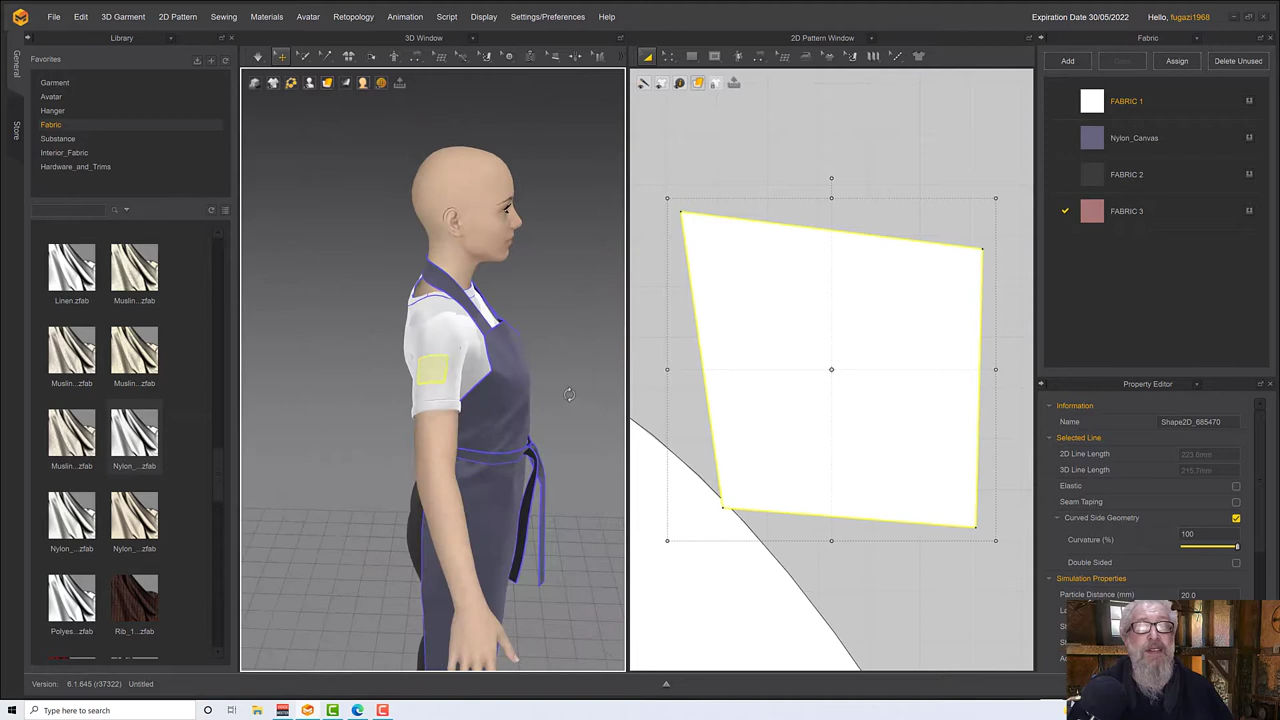 File Edit 3D Garment 2D Pattern Sewing Materials Avatar Retopology Animation Script Display Settings/Preferences Help
Expiration Date 30/05/2022 Hello, fugazi1968
Library 3D Window 2D Pattern Window Fabric
General
Store
Favorites
Garment
Avatar
Hanger
Fabric
Substance
Interior_Fabric
Hardware_and_Trims
Linen.zfab Muslin...zfab
Muslin...zfab Muslin...zfab
Muslin...zfab Nylon_...zfab
Nylon_...zfab Nylon_...zfab
Polyes...zfab Rib_1...zfab
Add Copy Assign Delete Unused
FABRIC 1
Nylon_Canvas
FABRIC 2
FABRIC 3
Property Editor
Information
Name Shape2D_665470
Selected Line
2D Line Length 223.6mm
3D Line Length 215.7mm
Elastic
Seam Taping
Curved Side Geometry
Curvature (%) 100
Double Sided
Simulation Properties
Particle Distance (mm) 20.0
Version: 6.1.645 (r37322) Untitled
Type here to search